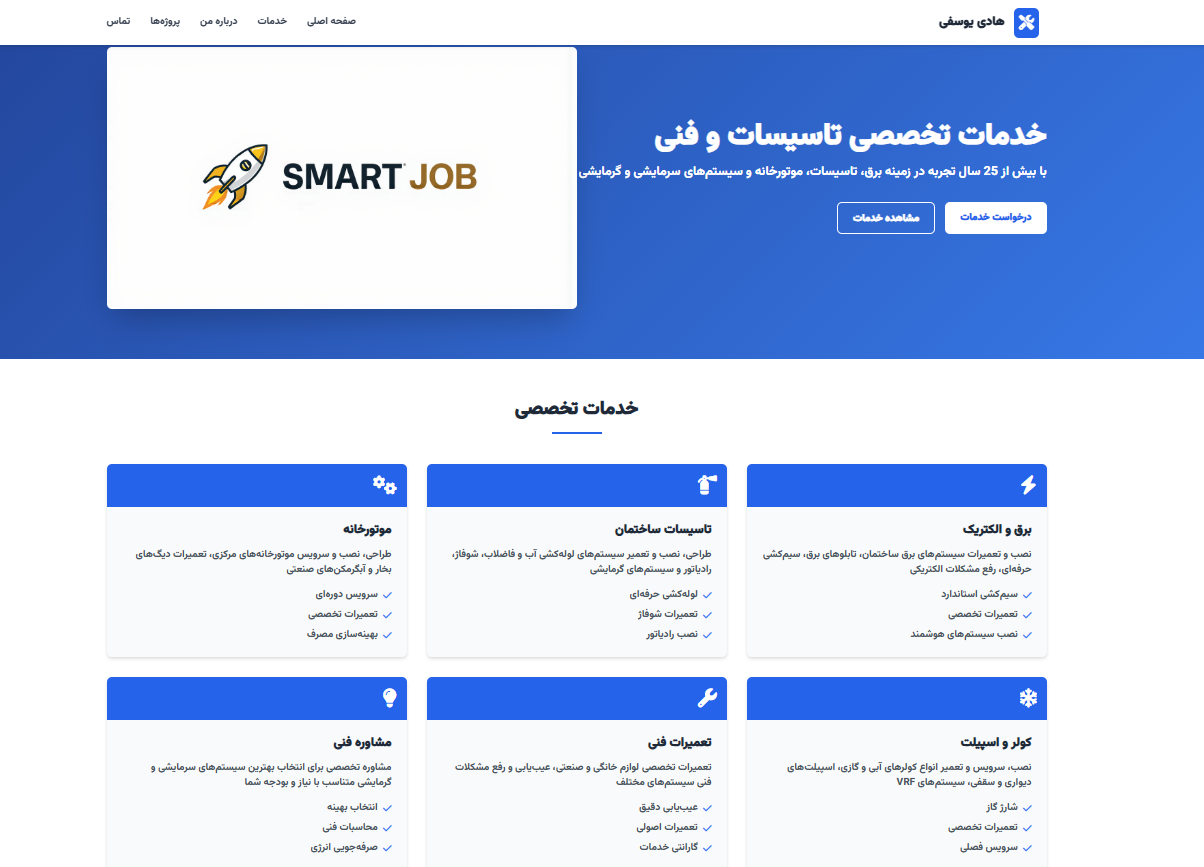 هادی یوسفی
صفحه اصلی
خدمات
درباره من
پروژه‌ها
تماس
خدمات تخصصی تاسیسات و فنی
با بیش از 25 سال تجربه در زمینه برق، تاسیسات، موتورخانه و سیستم‌های سرمایشی و گرمایشی
درخواست خدمات
مشاهده خدمات
SMART JOB
خدمات تخصصی
برق و الکتریک
نصب و تعمیرات سیستم‌های برق ساختمان، تابلوهای برق، سیم‌کشی
حرفه‌ای، رفع مشکلات الکتریکی
سیم‌کشی استاندارد
تعمیرات تخصصی
نصب سیستم‌های هوشمند
تاسیسات ساختمان
طراحی، نصب و تعمیر سیستم‌های لوله‌کشی آب و فاضلاب، شوفاژ،
رادیاتور و سیستم‌های گرمایشی
لوله‌کشی حرفه‌ای
تعمیرات شوفاژ
نصب رادیاتور
موتورخانه
طراحی، نصب و سرویس موتورخانه‌های مرکزی، تعمیرات دیگ‌های
بخار و آبگرمکن‌های صنعتی
سرویس دوره‌ای
تعمیرات تخصصی
بهینه‌سازی مصرف
کولر و اسپیلت
نصب، سرویس و تعمیر انواع کولرهای آبی و گازی، اسپیلت‌های
دیواری و سقفی، سیستم‌های VRF
شارژ گاز
تعمیرات تخصصی
سرویس فصلی
تعمیرات فنی
تعمیرات تخصصی لوازم خانگی و صنعتی، عیب‌یابی و رفع مشکلات
فنی سیستم‌های مختلف
عیب‌یابی دقیق
تعمیرات اصولی
گارانتی خدمات
مشاوره فنی
مشاوره تخصصی برای انتخاب بهترین سیستم‌های سرمایشی و
گرمایشی متناسب با نیاز و بودجه شما
انتخاب بهینه
محاسبات فنی
صرفه‌جویی انرژی